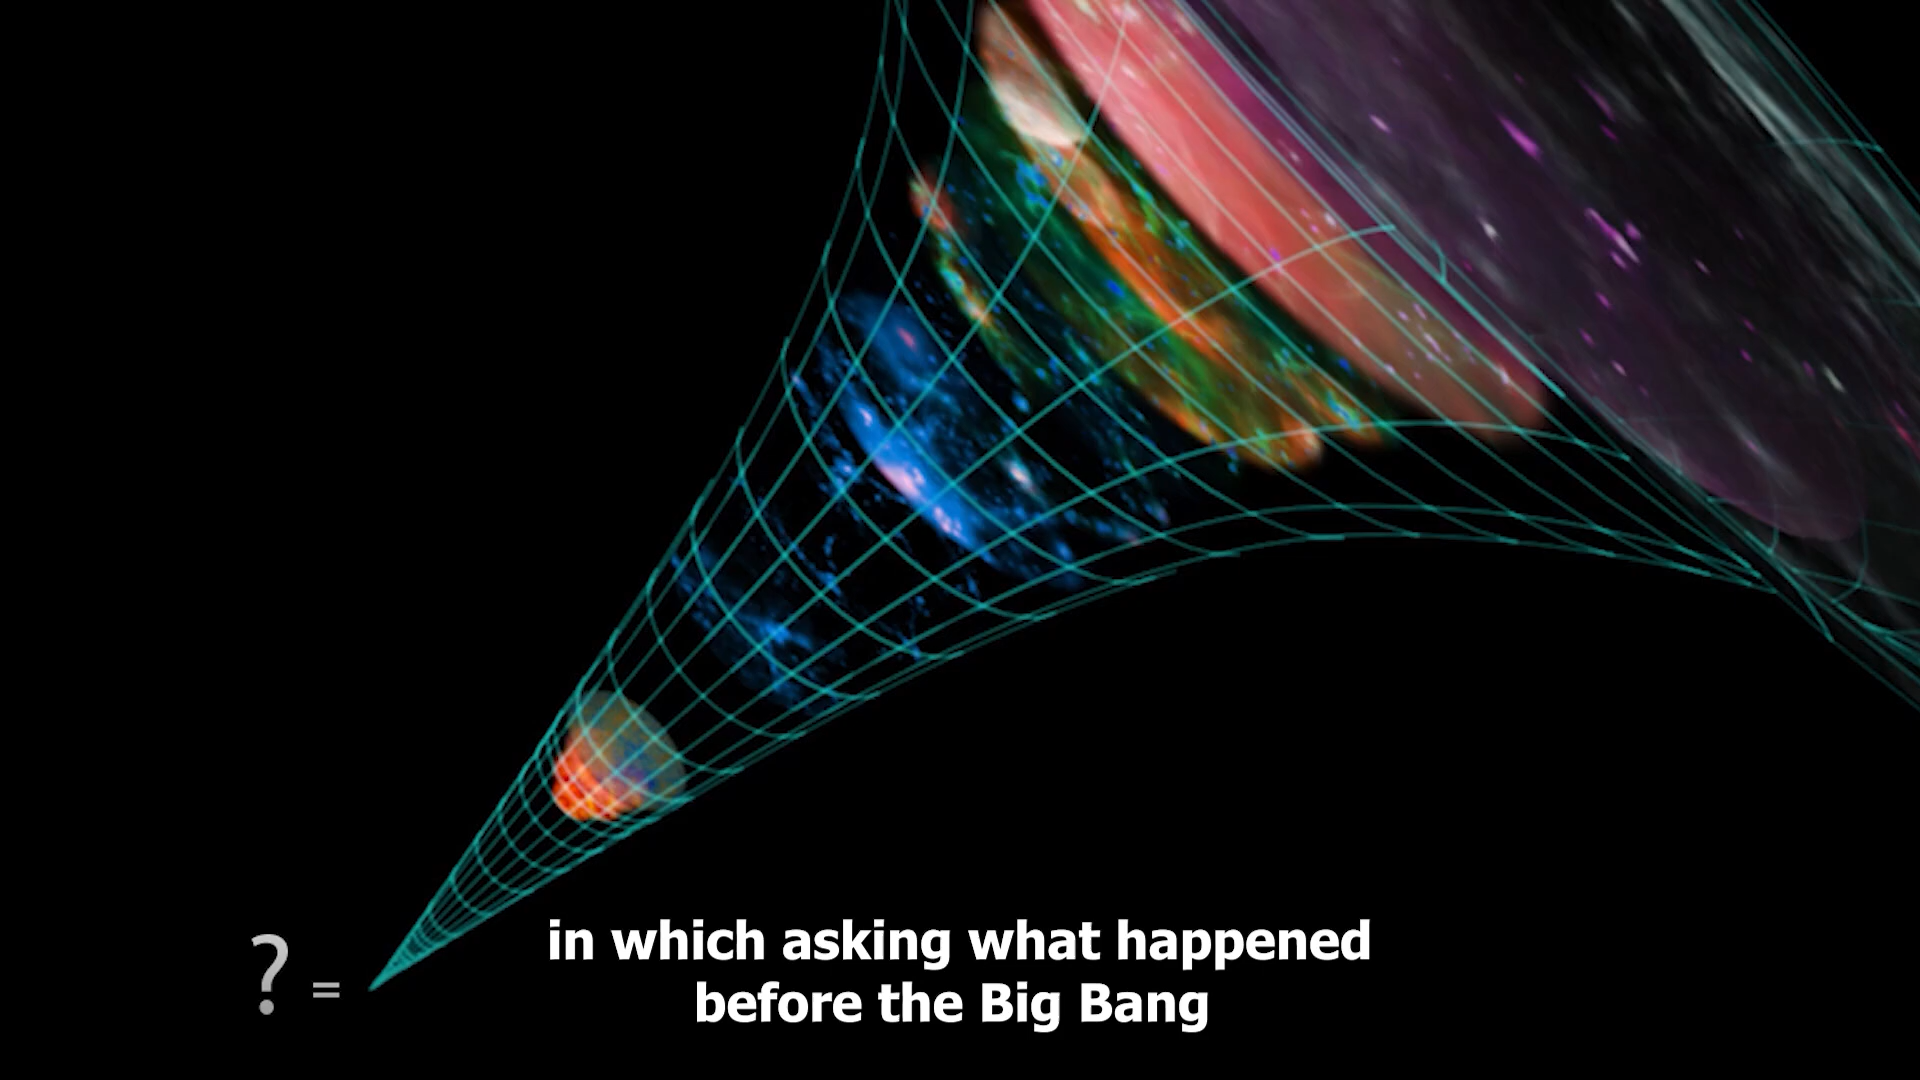 ? =
in which asking what happened
before the Big Bang